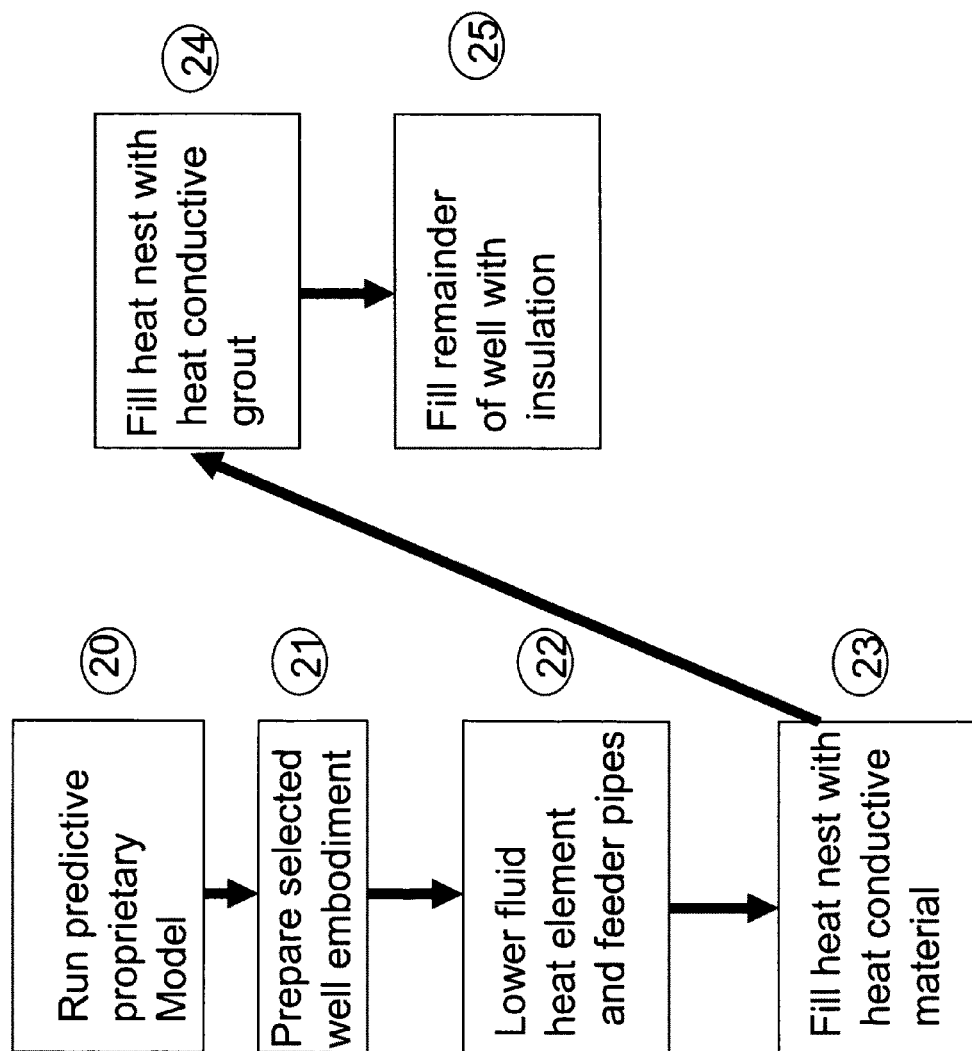 Run predictive
proprietary
Model
20
Prepare selected
well embodiment
21
Lower fluid
heat element
and feeder pipes
22
Fill heat nest with
heat conductive
material
23
Fill heat nest with
heat conductive
grout
24
Fill remainder
of well with
insulation
25